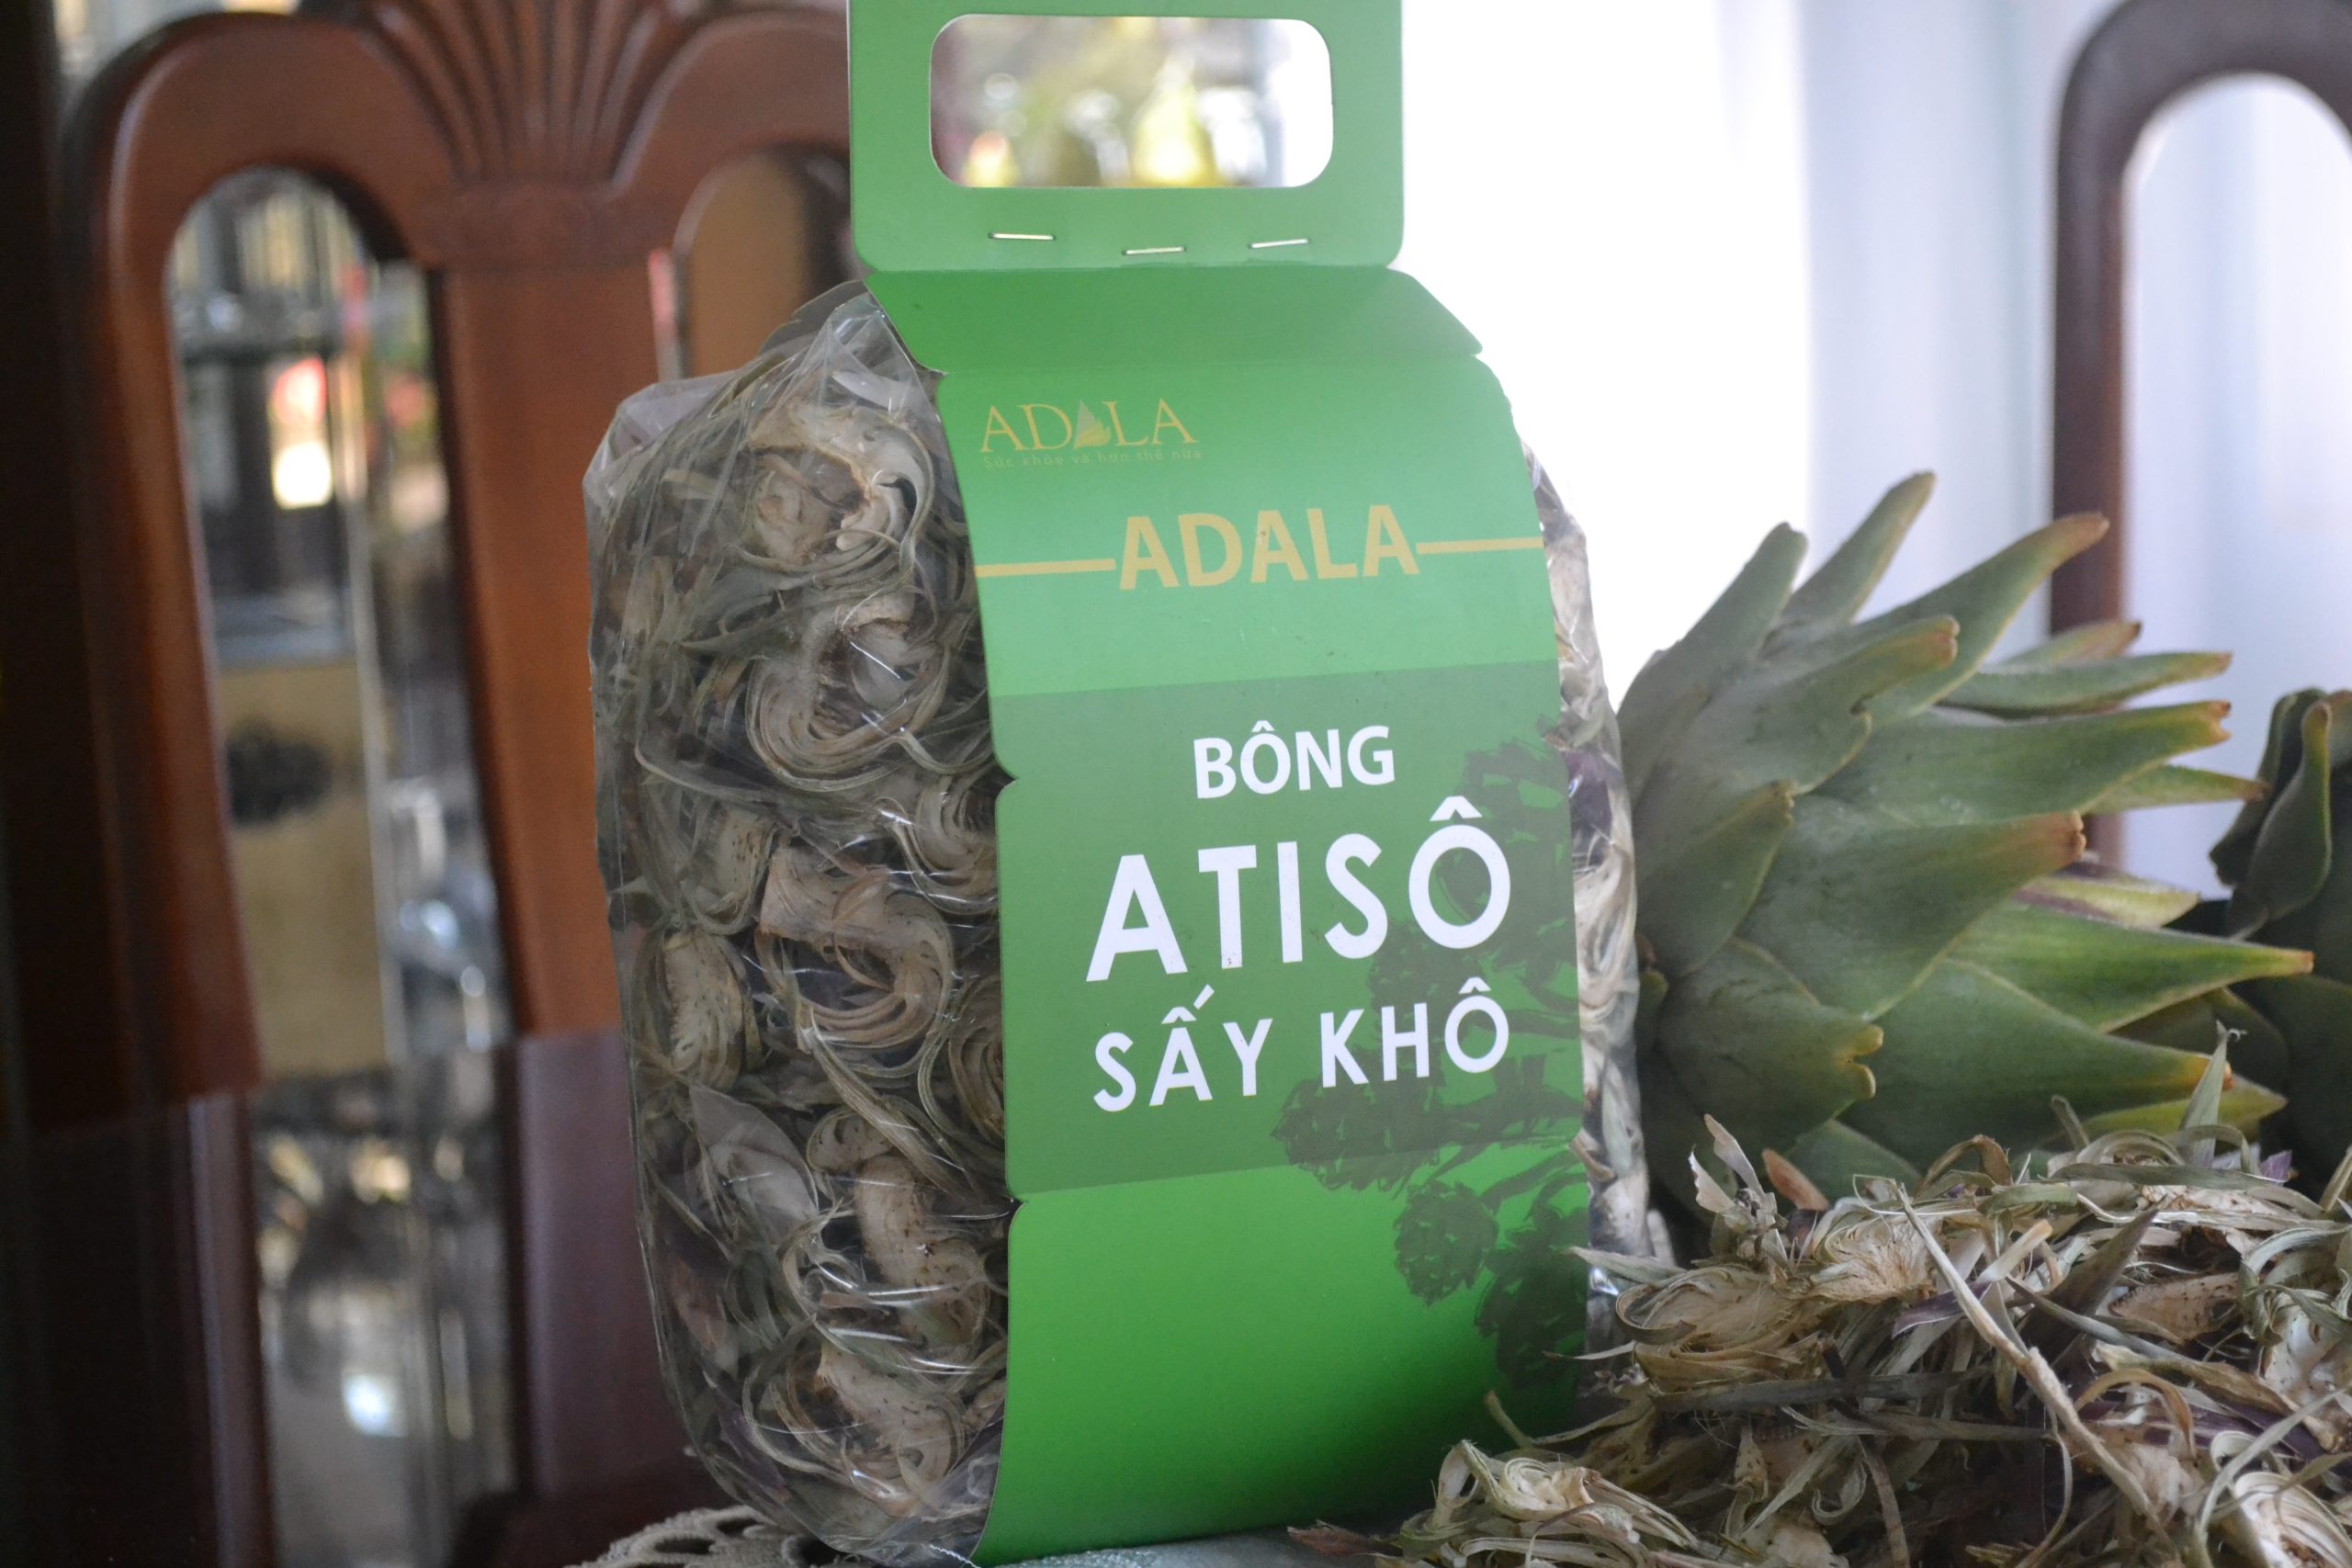 ADALA
Sức khỏe và hơn thế nữa
ADALA
BÔNG
ATISÔ
SẤY KHÔ